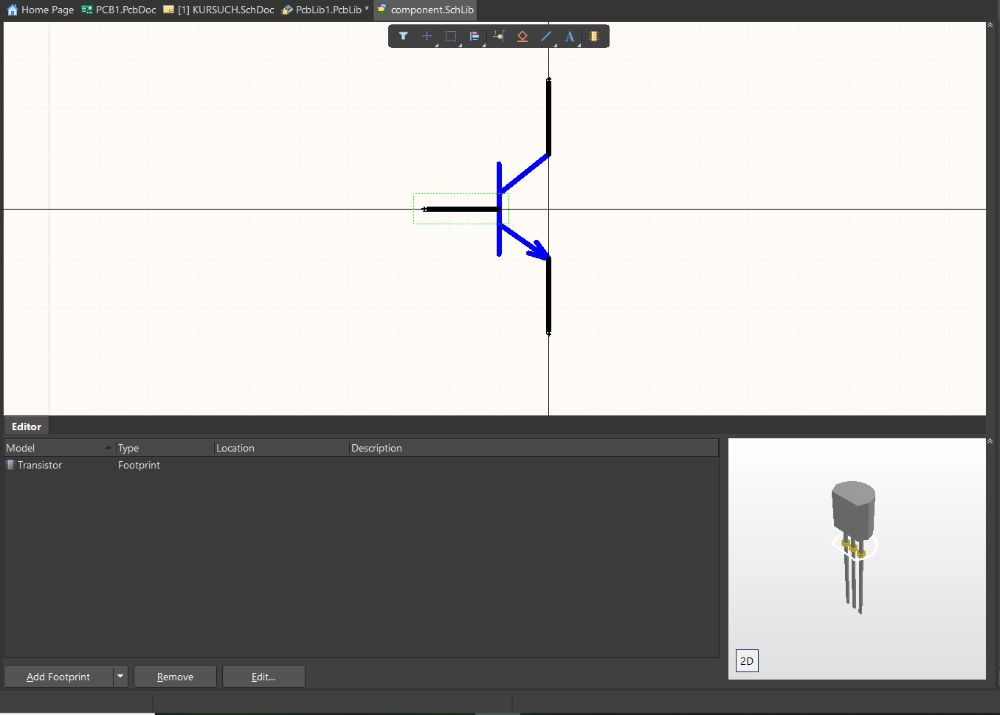 Home Page PCB1.PcbDoc [1] KURSUCH.SchDoc PcbLib1.PcbLib * component.SchLib
A
Editor
Model Type Location Description
Transistor Footprint
2D
Add Footprint Remove Edit...